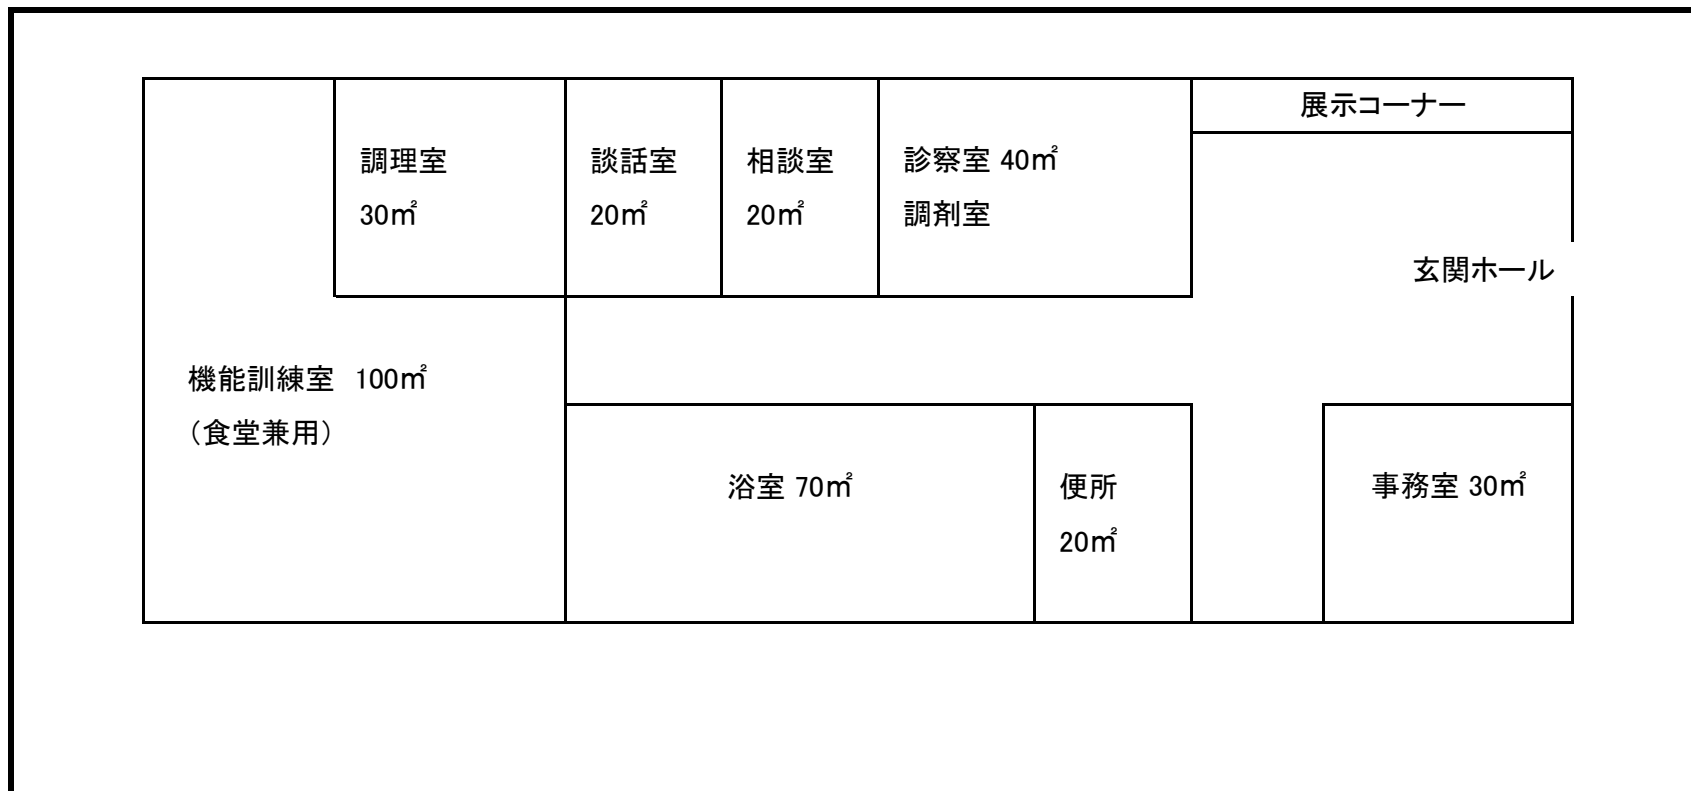 展示コーナー
調理室
30㎡
談話室
20㎡
相談室
20㎡
診察室 40㎡
調剤室
玄関ホール
機能訓練室　100㎡
（食堂兼用）
浴室 70㎡
便所
20㎡
事務室 30㎡